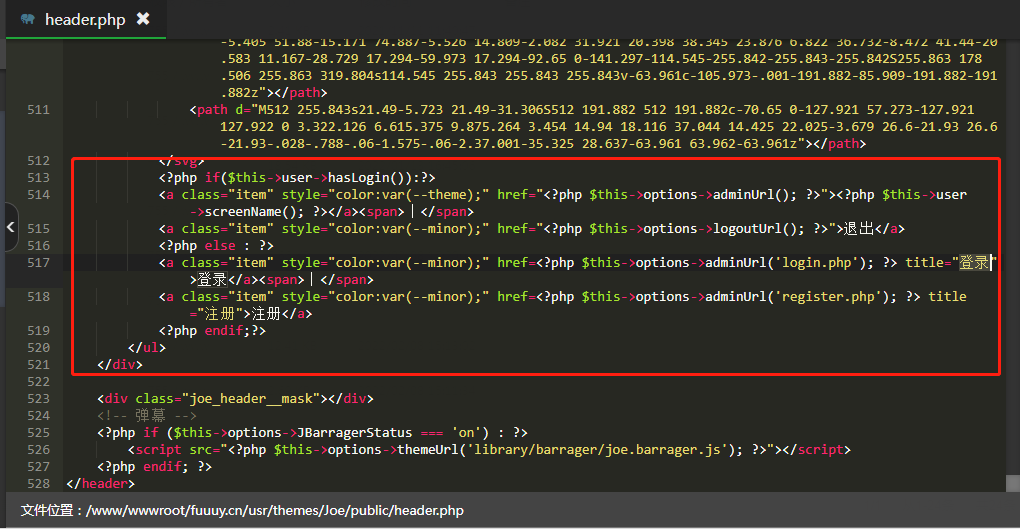 header.php ✖
-5.405 51.88-15.171 74.887-5.526 14.809-2.082 31.921 20.398 38.345 23.876 6.822 36.732-8.472 41.44-20
.583 11.167-28.729 17.294-59.973 17.294-92.65 0-141.297-114.545-255.842-255.843-255.842S255.863 178
.506 255.863 319.804s114.545 255.843 255.843 255.843v-63.961c-105.973-.001-191.882-85.909-191.882-191
.882z"></path>
511 <path d="M512 255.843s21.49-5.723 21.49-31.306S512 191.882 512 191.882c-70.65 0-127.921 57.273-127.921
127.922 0 3.322.126 6.615.375 9.875.264 3.454 14.94 18.116 37.044 14.425 22.025-3.679 26.6-21.93 26.6
-21.93-.028-.788-.06-1.575-.06-2.37.001-35.325 28.637-63.961 63.962-63.961z"></path>
512 </svg>
513 <?php if($this->user->hasLogin()):?>
514 <a class="item" style="color:var(--theme);" href="<?php $this->options->adminUrl(); ?>"><?php $this->user
->screenName(); ?></a><span>｜</span>
515 <a class="item" style="color:var(--minor);" href="<?php $this->options->logoutUrl(); ?>">退出</a>
516 <?php else : ?>
517 <a class="item" style="color:var(--minor);" href=<?php $this->options->adminUrl('login.php'); ?> title="登录"
>登录</a><span>｜</span>
518 <a class="item" style="color:var(--minor);" href=<?php $this->options->adminUrl('register.php'); ?> title
="注册">注册</a>
519 <?php endif;?>
520 </ul>
521 </div>
522
523 <div class="joe_header__mask"></div>
524 <!-- 弹幕 -->
525 <?php if ($this->options->JBarragerStatus === 'on') : ?>
526 <script src="<?php $this->options->themeUrl('library/barrager/joe.barrager.js'); ?>"></script>
527 <?php endif; ?>
528 </header>
文件位置：/www/wwwroot/fuuuy.cn/usr/themes/Joe/public/header.php